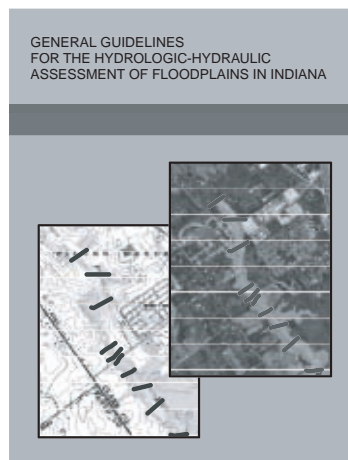 GENERAL GUIDELINES
FOR THE HYDROLOGIC-HYDRAULIC
ASSESSMENT OF FLOODPLAINS IN INDIANA